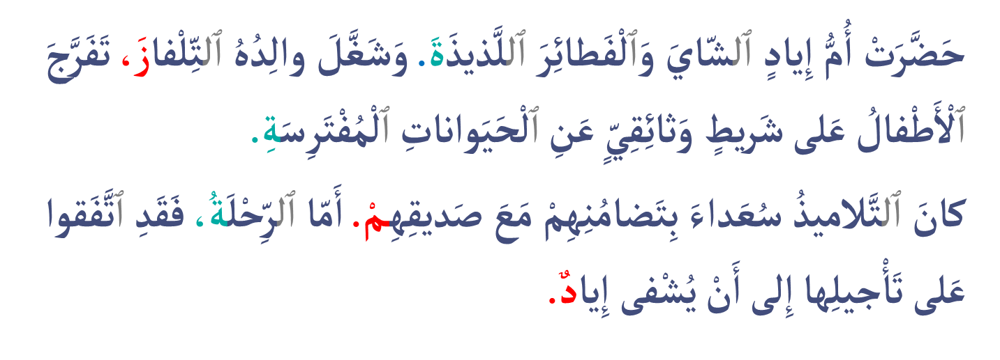 حَضَّرَتْ أُمُّ إِيادٍ ٱلشّايَ وَٱلْفَطائِرَ ٱللَّذيذَةَ. وَشَغَّلَ والِدُهُ ٱلتِّلْفازَ، تَفَرَّجَ
ٱلْأَطْفالُ عَلى شَريطٍ وَثائِقِيٍّ عَنِ ٱلْحَيَواناتِ ٱلْمُفْتَرِسَةِ.
كانَ ٱلتَّلاميذُ سُعَداءَ بِتَضامُنِهِمْ مَعَ صَديقِهِمْ. أَمّا ٱلرِّحْلَةُ، فَقَدِ ٱتَّفَقوا
عَلى تَأْجيلِها إِلى أَنْ يُشْفى إِيادٌ.